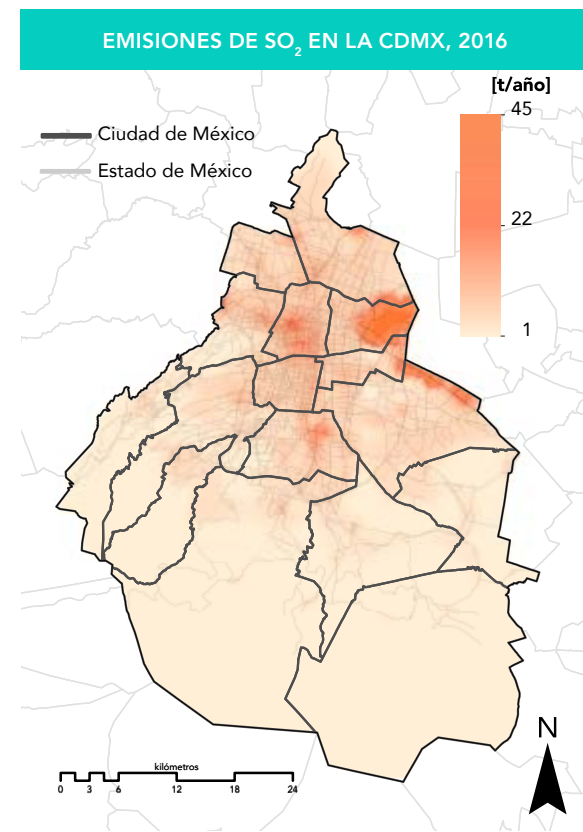 EMISIONES DE SO2 EN LA CDMX, 2016
[t/año]
45
Ciudad de México
Estado de México
22
1
N
kilómetros
0 3 6 12 18 24